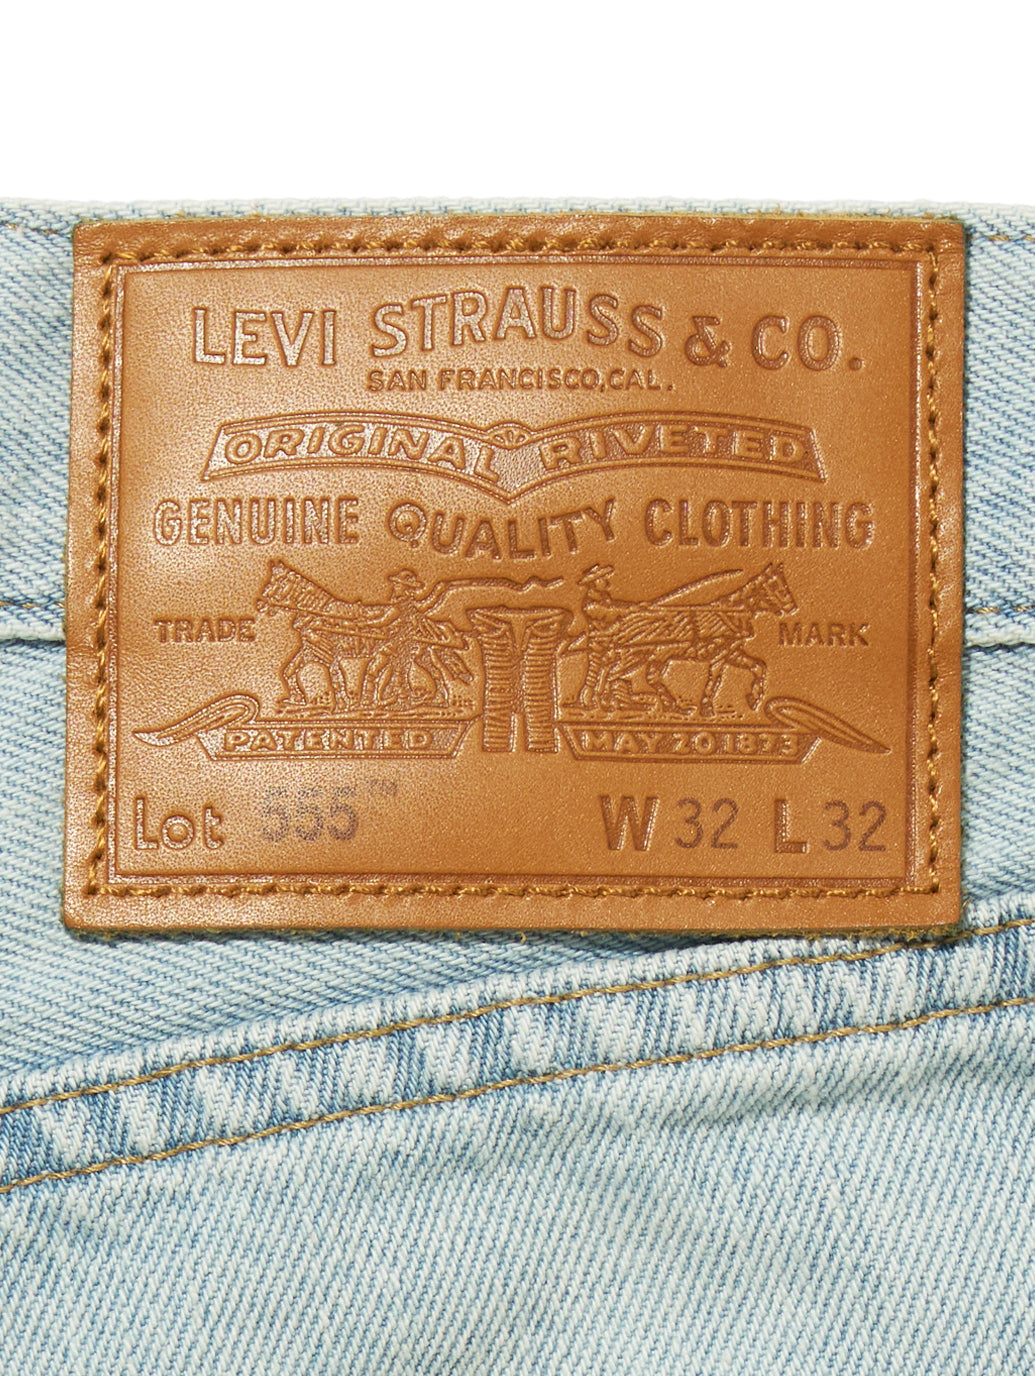 LEVI STRAUSS & CO.
SAN FRANCISCO, CAL.
ORIGINAL RIVETED
GENUINE QUALITY CLOTHING
TRADE MARK
PATENTED MAY 20 1873
Lot 555™ W 32 L 32